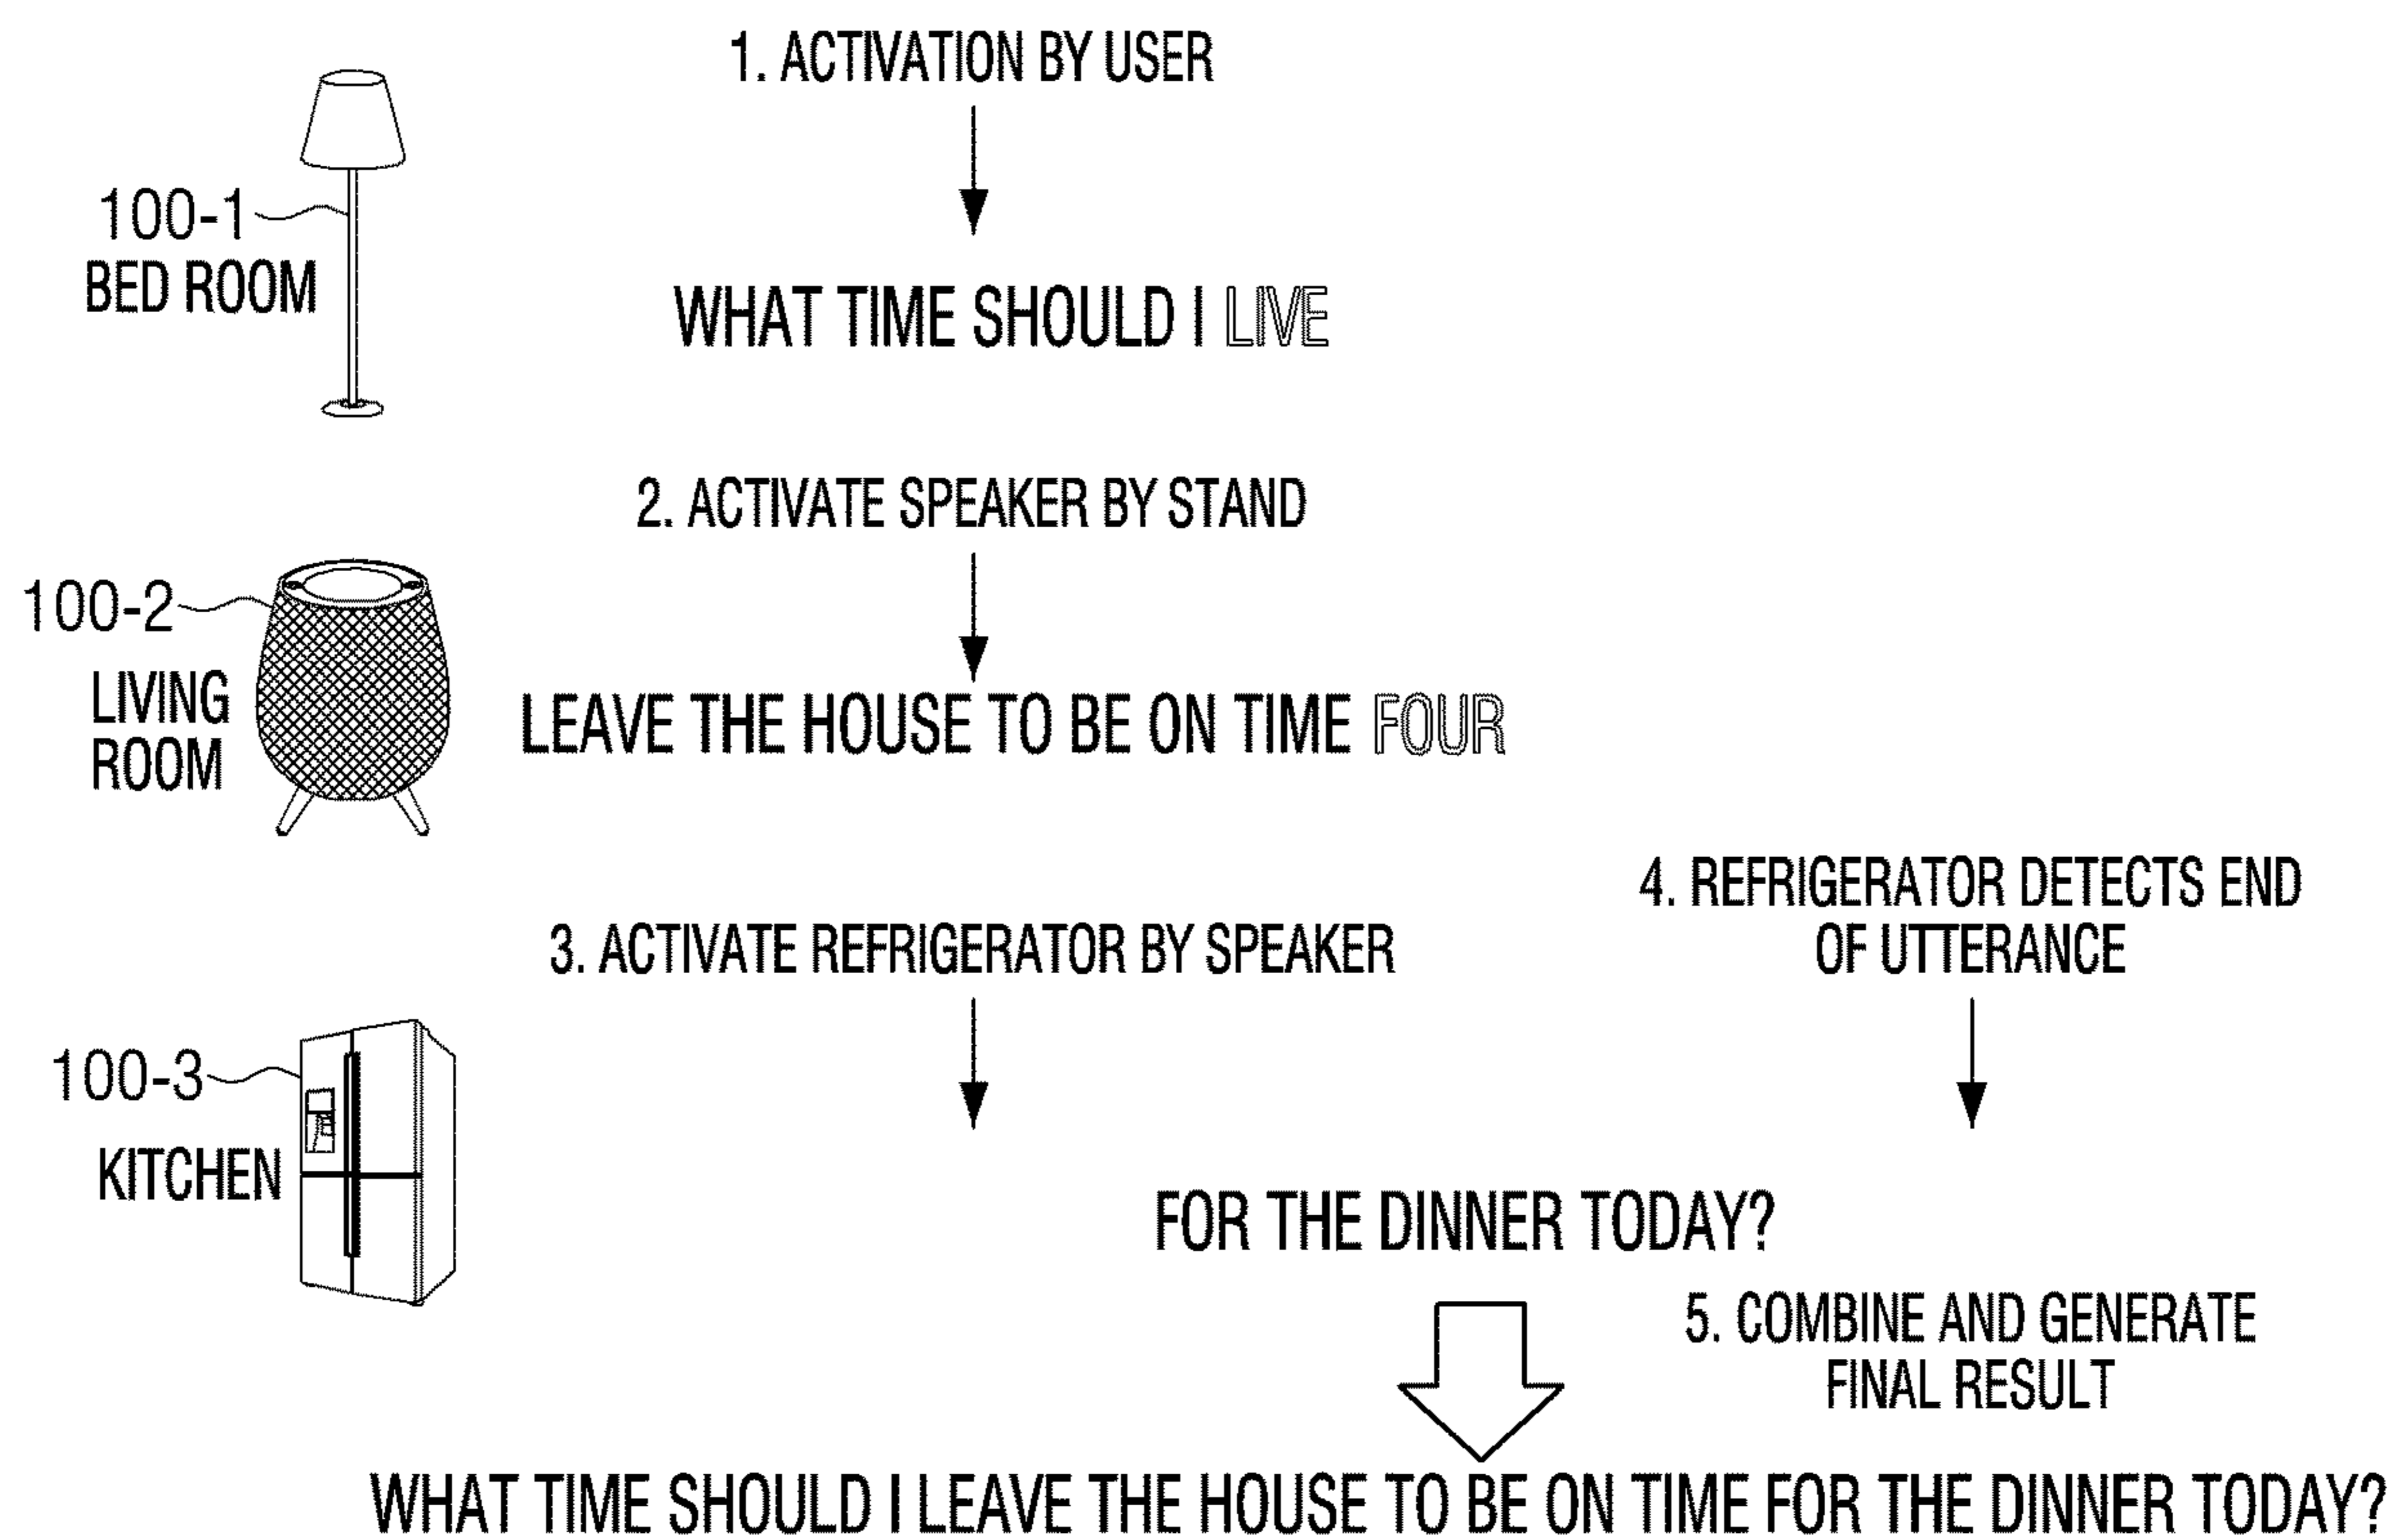 1. ACTIVATION BY USER
100-1
BED ROOM
WHAT TIME SHOULD I LIVE
2. ACTIVATE SPEAKER BY STAND
100-2
LIVING
ROOM
LEAVE THE HOUSE TO BE ON TIME FOUR
3. ACTIVATE REFRIGERATOR BY SPEAKER
4. REFRIGERATOR DETECTS END
OF UTTERANCE
100-3
KITCHEN
FOR THE DINNER TODAY?
5. COMBINE AND GENERATE
FINAL RESULT
WHAT TIME SHOULD I LEAVE THE HOUSE TO BE ON TIME FOR THE DINNER TODAY?